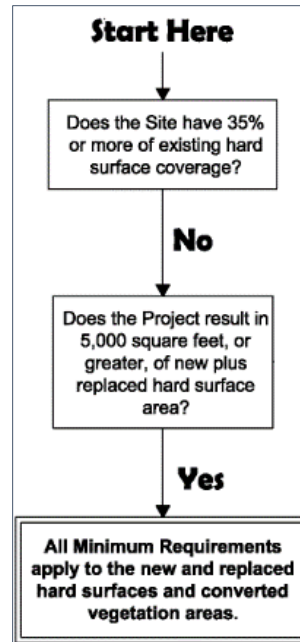 Start Here
Does the Site have 35%
or more of existing hard
surface coverage?
No
Does the Project result in
5,000 square feet, or
greater, of new plus
replaced hard surface
area?
Yes
All Minimum Requirements
apply to the new and replaced
hard surfaces and converted
vegetation areas.